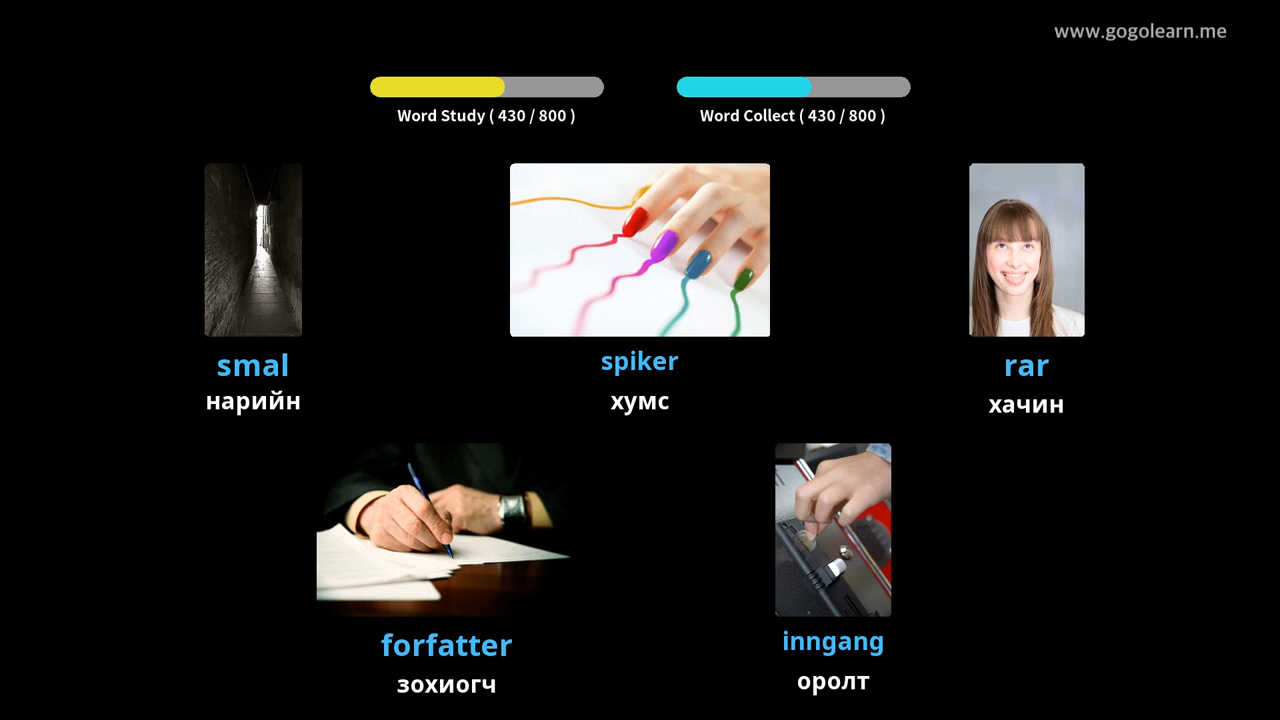 www.gogolearn.me
Word Study ( 430 / 800 )
Word Collect ( 430 / 800 )
smal
нарийн
spiker
хумс
rar
хачин
forfatter
зохиогч
inngang
оролт